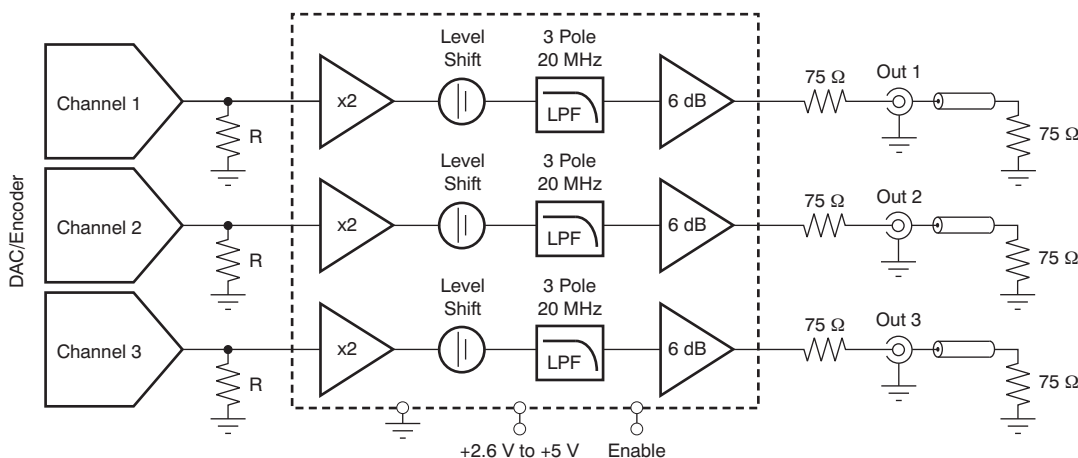 Level Shift
3 Pole 20 MHz
75 Ω
Out 1
Channel 1
x2
LPF
6 dB
R
75 Ω
Level Shift
3 Pole 20 MHz
75 Ω
Out 2
Channel 2
x2
LPF
6 dB
R
75 Ω
DAC/Encoder
Level Shift
3 Pole 20 MHz
75 Ω
Out 3
Channel 3
x2
LPF
6 dB
R
75 Ω
+2.6 V to +5 V
Enable